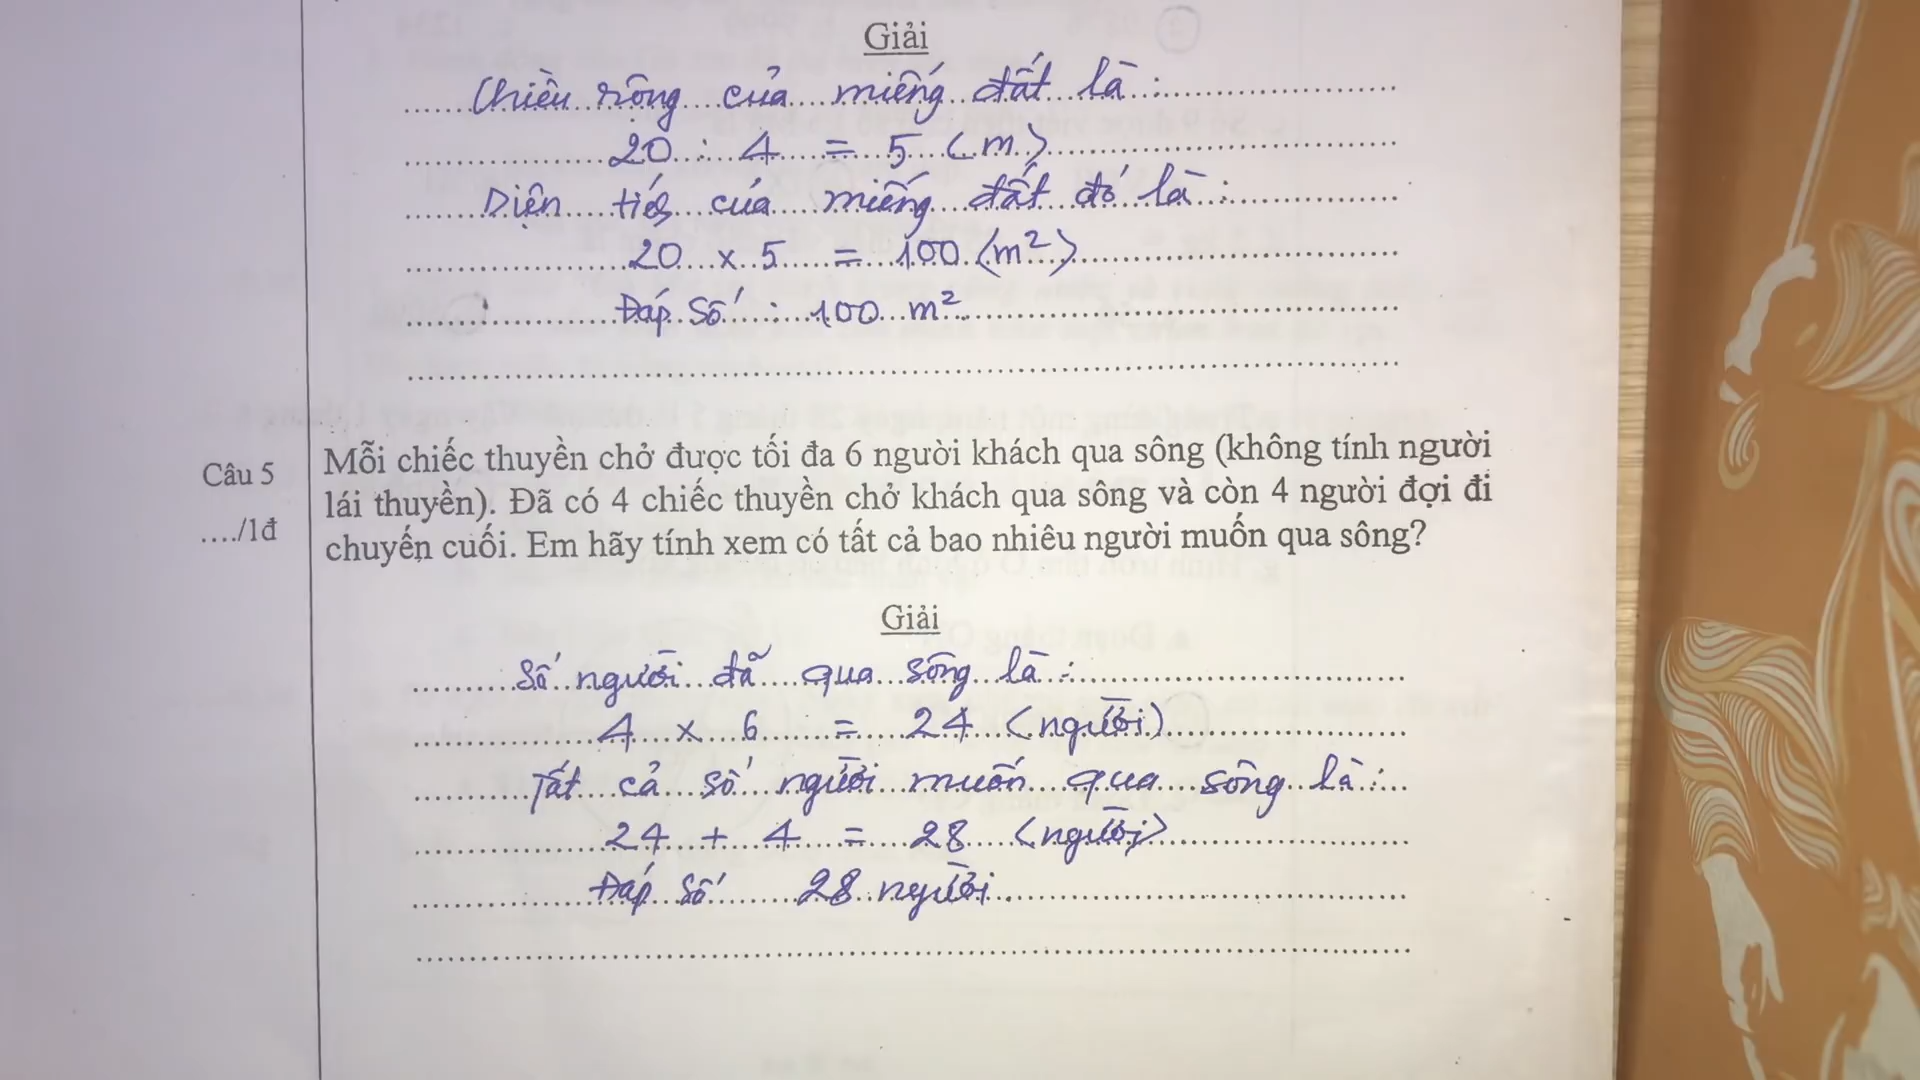 Giải
Chiều rộng của miếng đất là :
20 : 4 = 5 (m)
Diện tích của miếng đất đó là :
20 x 5 = 100 (m²)
Đáp số : 100 m²
Câu 5
…./1đ
Mỗi chiếc thuyền chở được tối đa 6 người khách qua sông (không tính người
lái thuyền). Đã có 4 chiếc thuyền chở khách qua sông và còn 4 người đợi đi
chuyến cuối. Em hãy tính xem có tất cả bao nhiêu người muốn qua sông?
Giải
Số người đã qua sông là :
4 x 6 = 24 (người)
Tất cả số người muốn qua sông là :
24 + 4 = 28 (người)
Đáp số 28 người.